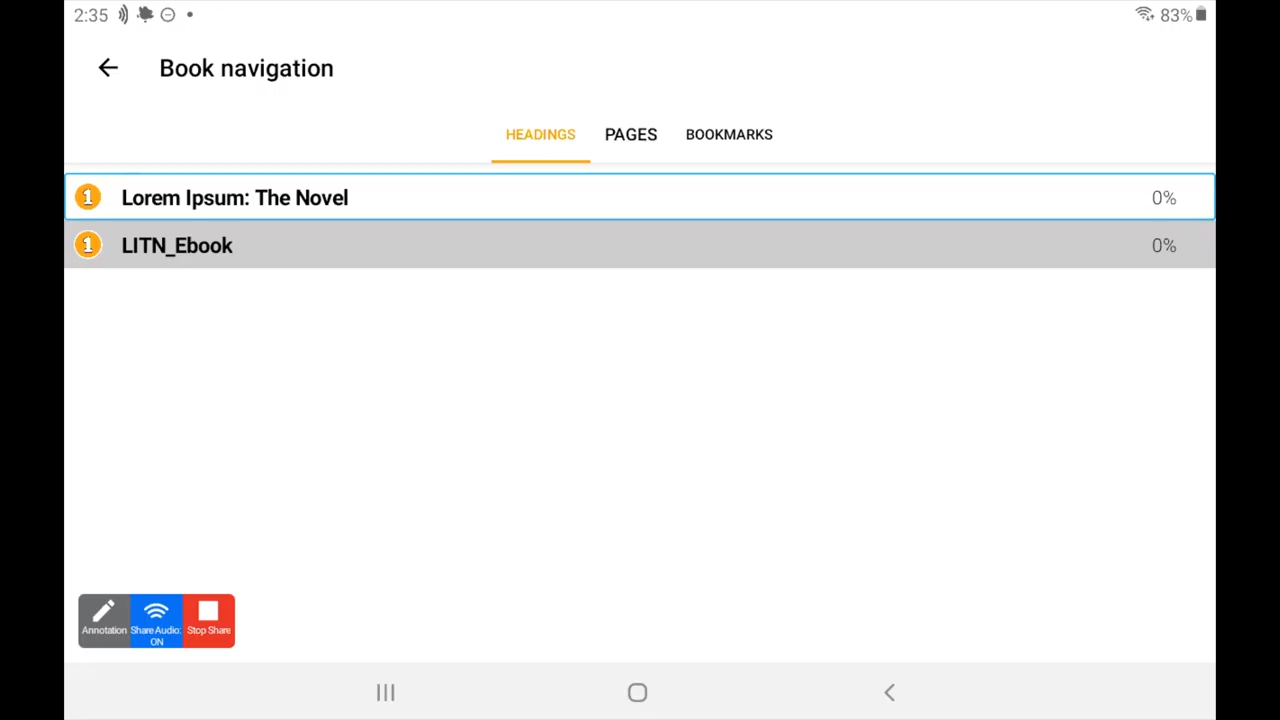 2:35 83%
Book navigation
HEADINGS PAGES BOOKMARKS
1 Lorem Ipsum: The Novel 0%
1 LITN_Ebook 0%
Annotation Share Audio: ON Stop Share